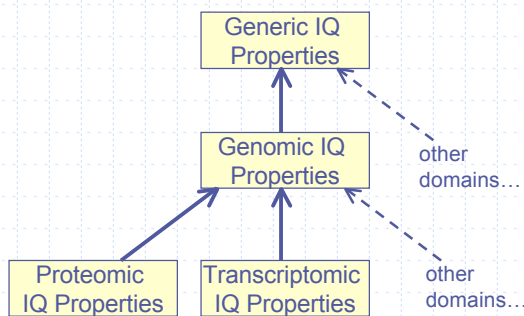 Generic IQ
Properties
Genomic IQ
Properties
other
domains…
Proteomic
IQ Properties
Transcriptomic
IQ Properties
other
domains…